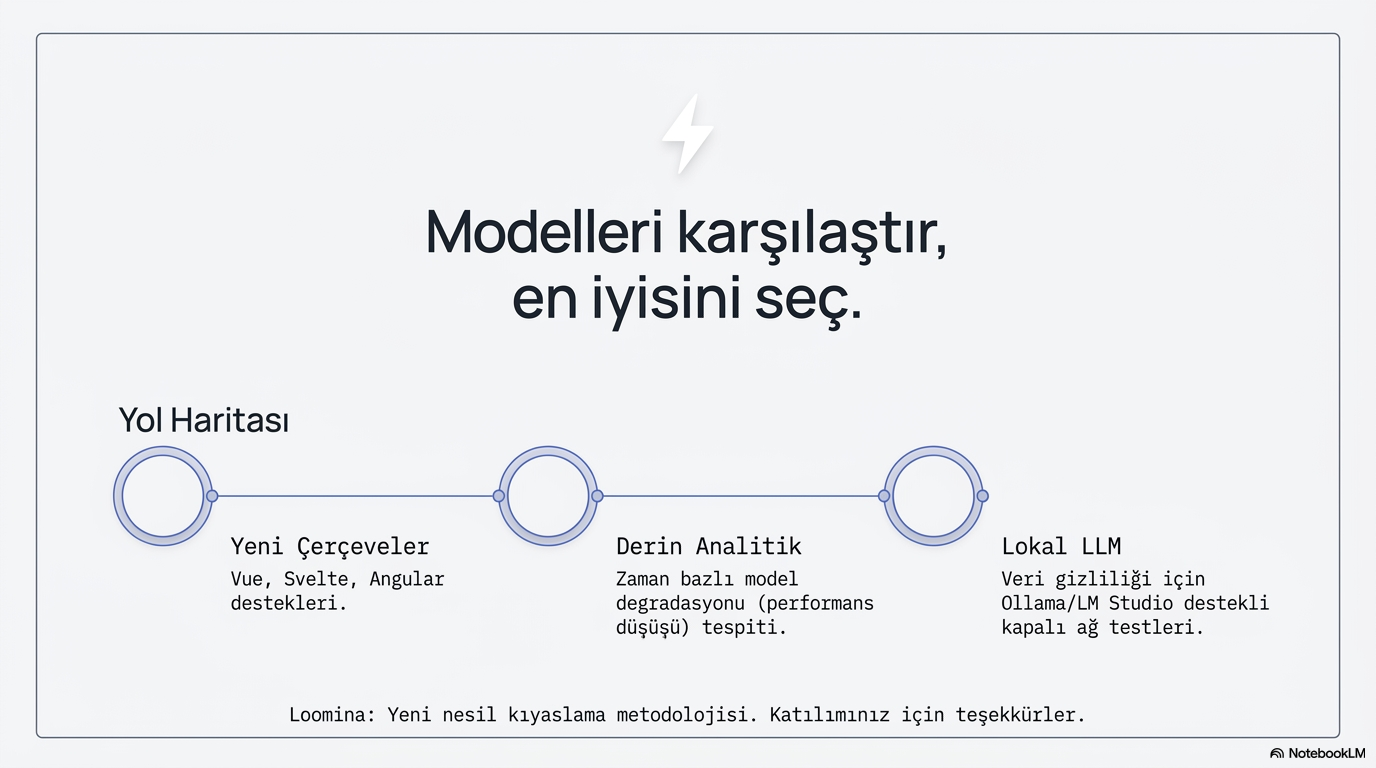 Modelleri karşılaştır,
en iyisini seç.
Yol Haritası
Yeni Çerçeveler
Vue, Svelte, Angular
destekleri.
Derin Analitik
Zaman bazlı model
degradasyonu (performans
düşüşü) tespiti.
Lokal LLM
Veri gizliliği için
Ollama/LM Studio destekli
kapalı ağ testleri.
Loomina: Yeni nesil kıyaslama metodolojisi. Katılımınız için teşekkürler.
NotebookLM